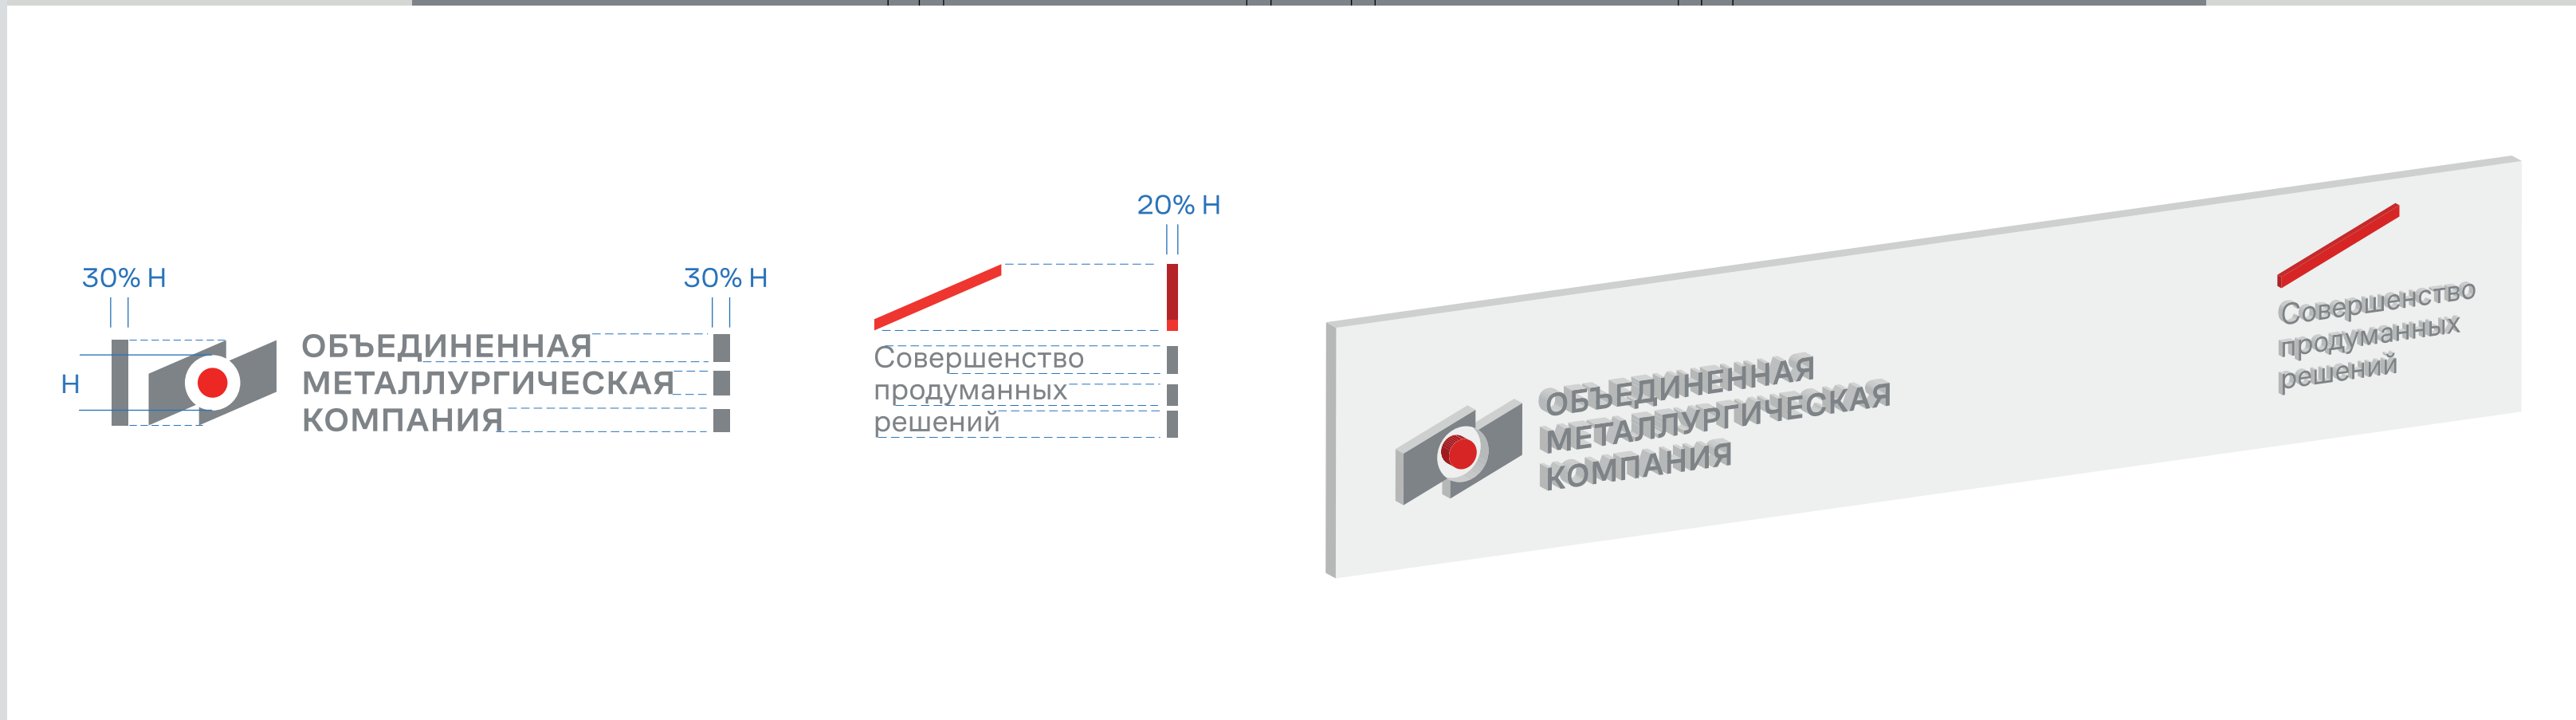 30% H
30% H
H
ОБЪЕДИНЕННАЯ
МЕТАЛЛУРГИЧЕСКАЯ
КОМПАНИЯ
20% H
Совершенство
продуманных
решений
ОБЪЕДИНЕННАЯ
МЕТАЛЛУРГИЧЕСКАЯ
КОМПАНИЯ
Совершенство
продуманных
решений